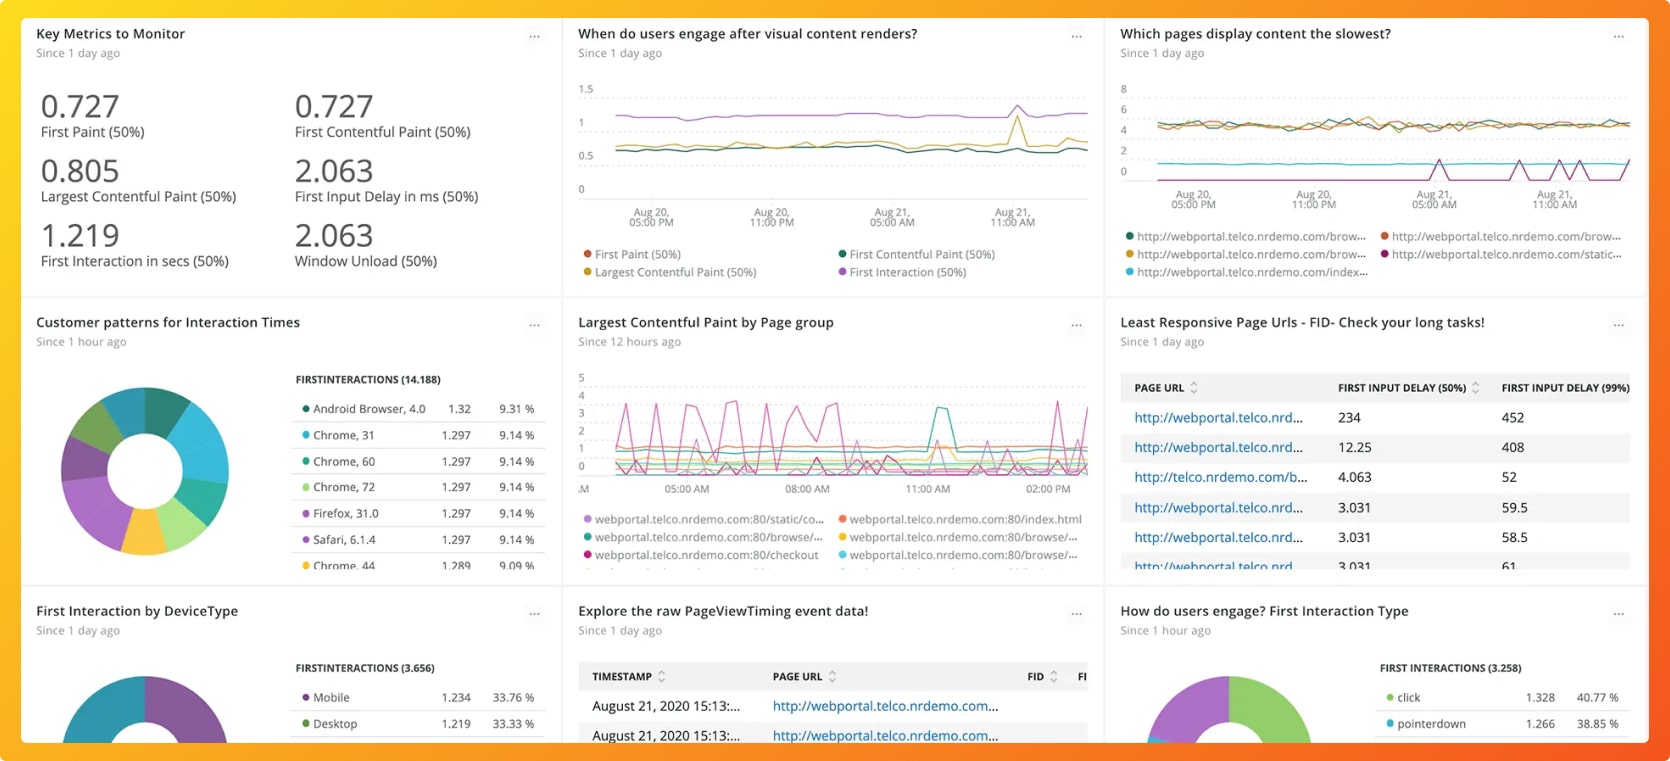 Key Metrics to Monitor
...
Since 1 day ago
0.727
First Paint (50%)
0.727
First Contentful Paint (50%)
0.805
Largest Contentful Paint (50%)
2.063
First Input Delay in ms (50%)
1.219
First Interaction in secs (50%)
2.063
Window Unload (50%)
When do users engage after visual content renders?
...
Since 1 day ago
1.5
1
0.5
0
Aug 20,
05:00 PM
Aug 20,
11:00 PM
Aug 21,
05:00 AM
Aug 21,
11:00 AM
First Paint (50%)
First Contentful Paint (50%)
Largest Contentful Paint (50%)
First Interaction (50%)
Which pages display content the slowest?
...
Since 1 day ago
8
6
4
2
0
Aug 20,
05:00 PM
Aug 20,
11:00 PM
Aug 21,
05:00 AM
Aug 21,
11:00 AM
http://webportal.telco.nrdemo.com/brow...
http://webportal.telco.nrdemo.com/brow...
http://webportal.telco.nrdemo.com/brow...
http://webportal.telco.nrdemo.com/static-...
http://webportal.telco.nrdemo.com/index...
Customer patterns for Interaction Times
...
Since 1 hour ago
FIRSTINTERACTIONS (14.188)
Android Browser, 4.0 1.32 9.31 %
Chrome, 31 1.297 9.14 %
Chrome, 60 1.297 9.14 %
Chrome, 72 1.297 9.14 %
Firefox, 31.0 1.297 9.14 %
Safari, 6.1.4 1.297 9.14 %
Chrome, 44 1.289 9.09 %
Largest Contentful Paint by Page group
...
Since 12 hours ago
5
4
3
2
1
0
.M
05:00 AM
08:00 AM
11:00 AM
02:00 PM
webportal.telco.nrdemo.com:80/static/co...
webportal.telco.nrdemo.com:80/index.html
webportal.telco.nrdemo.com:80/browse/...
webportal.telco.nrdemo.com:80/browse/...
webportal.telco.nrdemo.com:80/checkout
webportal.telco.nrdemo.com:80/browse/...
Least Responsive Page Urls - FID- Check your long tasks!
...
Since 1 day ago
PAGE URL FIRST INPUT DELAY (50%) FIRST INPUT DELAY (99%)
http://webportal.telco.nrd... 234 452
http://webportal.telco.nrd... 12.25 408
http://telco.nrdemo.com/b... 4.063 52
http://webportal.telco.nrd... 3.031 59.5
http://webportal.telco.nrd... 3.031 58.5
http://webportal.telco.nrd... 3.031 61
First Interaction by DeviceType
...
Since 1 day ago
FIRSTINTERACTIONS (3.656)
Mobile 1.234 33.76 %
Desktop 1.219 33.33 %
Explore the raw PageViewTiming event data!
...
Since 1 day ago
TIMESTAMP PAGE URL FID FI
August 21, 2020 15:13:... http://webportal.telco.nrdemo.com...
August 21, 2020 15:13:... http://webportal.telco.nrdemo.com...
How do users engage? First Interaction Type
...
Since 1 hour ago
FIRST INTERACTIONS (3.258)
click 1.328 40.77 %
pointerdown 1.266 38.85 %